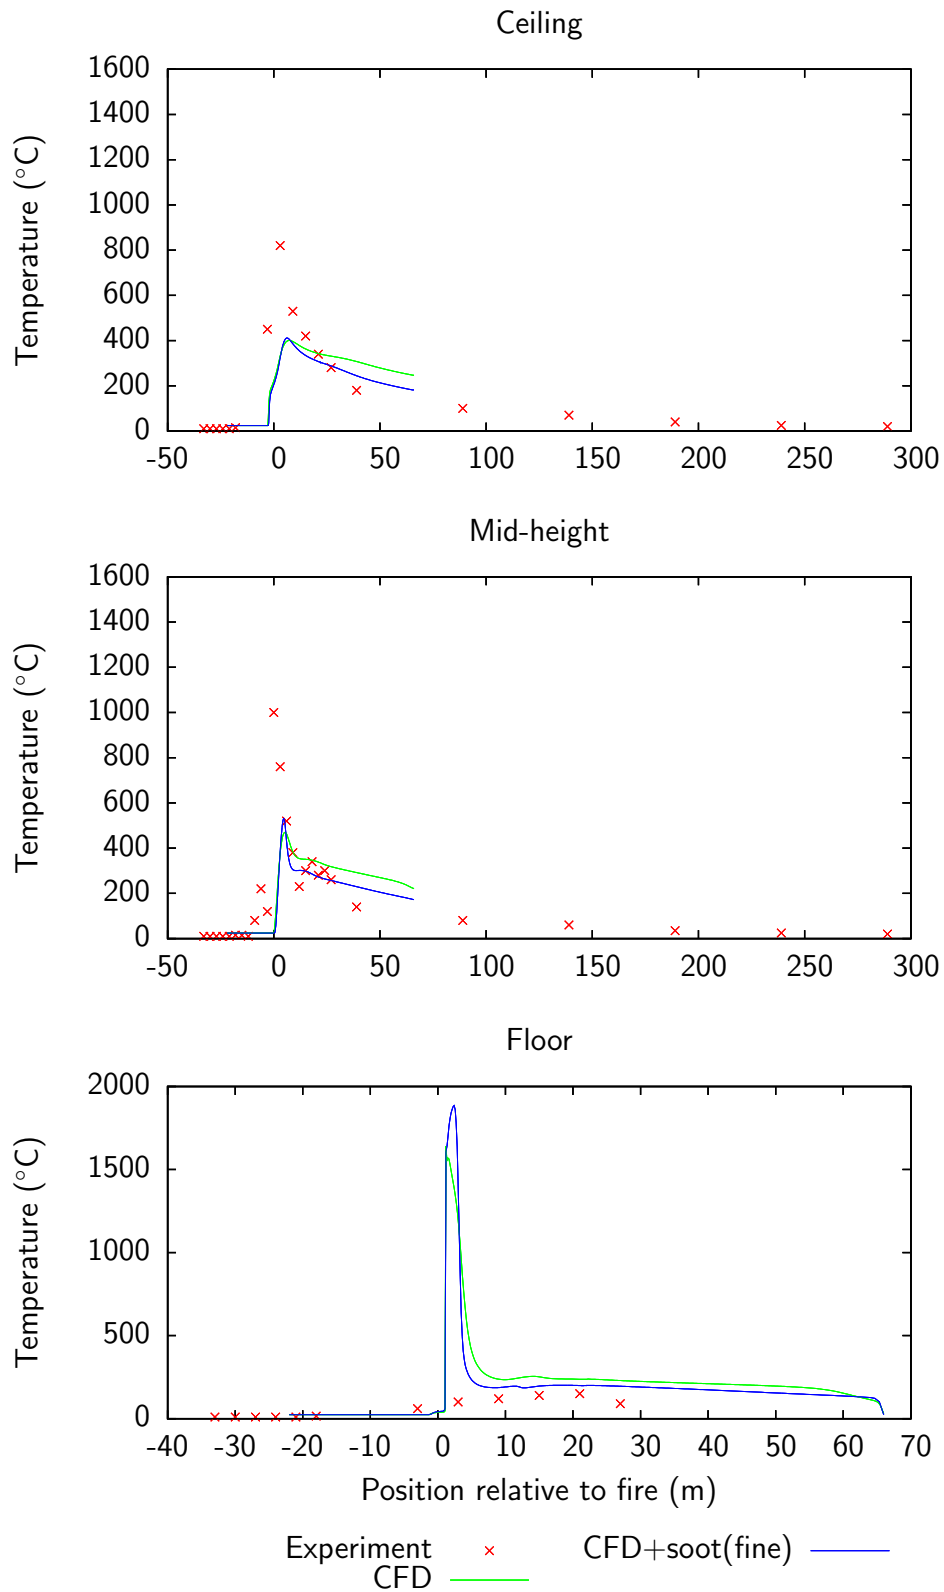 Ceiling
Temperature (°C)
1600
1400
1200
1000
800
600
400
200
0
-50 0 50 100 150 200 250 300
Mid-height
Temperature (°C)
1600
1400
1200
1000
800
600
400
200
0
-50 0 50 100 150 200 250 300
Floor
Temperature (°C)
2000
1500
1000
500
0
-40 -30 -20 -10 0 10 20 30 40 50 60 70
Position relative to fire (m)
Experiment CFD+soot(fine)
CFD